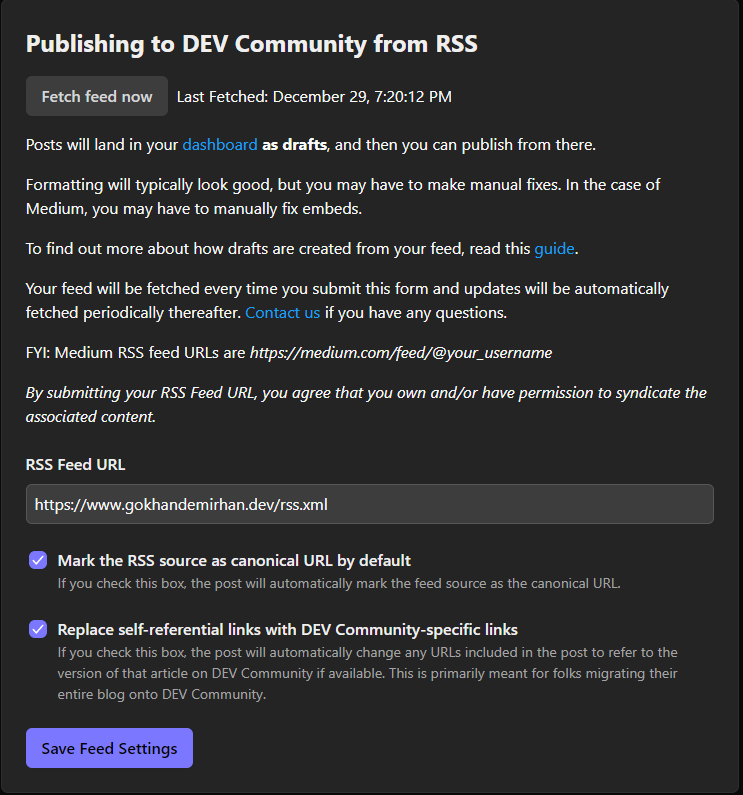 Publishing to DEV Community from RSS
Fetch feed now Last Fetched: December 29, 7:20:12 PM
Posts will land in your dashboard as drafts, and then you can publish from there.
Formatting will typically look good, but you may have to make manual fixes. In the case of
Medium, you may have to manually fix embeds.
To find out more about how drafts are created from your feed, read this guide.
Your feed will be fetched every time you submit this form and updates will be automatically
fetched periodically thereafter. Contact us if you have any questions.
FYI: Medium RSS feed URLs are https://medium.com/feed/@your_username
By submitting your RSS Feed URL, you agree that you own and/or have permission to syndicate the
associated content.
RSS Feed URL
https://www.gokhandemirhan.dev/rss.xml
Mark the RSS source as canonical URL by default
If you check this box, the post will automatically mark the feed source as the canonical URL.
Replace self-referential links with DEV Community-specific links
If you check this box, the post will automatically change any URLs included in the post to refer to the
version of that article on DEV Community if available. This is primarily meant for folks migrating their
entire blog onto DEV Community.
Save Feed Settings